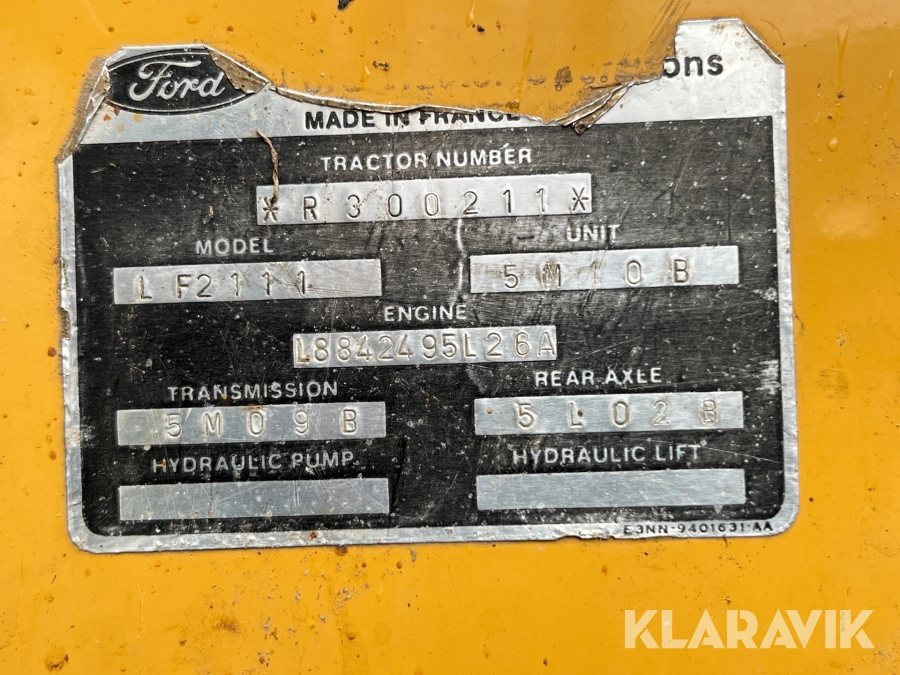 Ford
ons
MADE IN FRANCE
TRACTOR NUMBER
*R300211*
MODEL
UNIT
LF2111
5M10B
ENGINE
L8842495L26A
TRANSMISSION
REAR AXLE
5M09B
5L02B
HYDRAULIC PUMP
HYDRAULIC LIFT
E3NN-9401631-AA
KLARAVIK